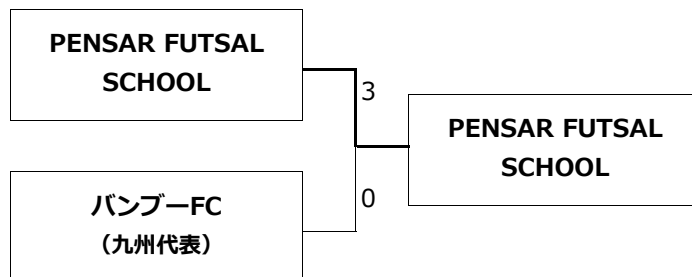 PENSAR FUTSAL
SCHOOL
3
PENSAR FUTSAL
SCHOOL
バンブーFC
（九州代表）
0